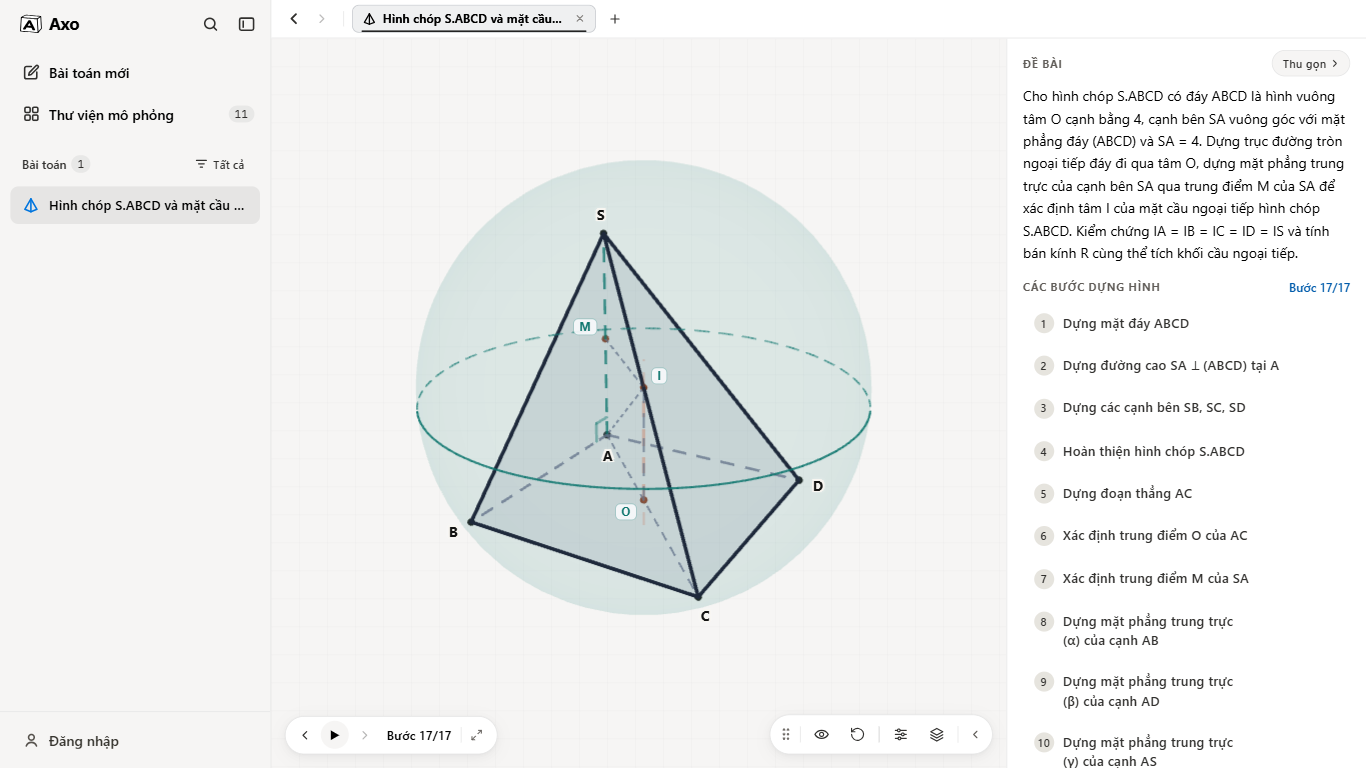 Axo
Bài toán mới
Thư viện mô phỏng 11
Bài toán 1 Tất cả
Hình chóp S.ABCD và mặt cầu ...
Đăng nhập
Hình chóp S.ABCD và mặt cầu...
S
M
I
A
D
O
B
C
Bước 17/17
ĐỀ BÀI
Thu gọn
Cho hình chóp S.ABCD có đáy ABCD là hình vuông
tâm O cạnh bằng 4, cạnh bên SA vuông góc với mặt
phẳng đáy (ABCD) và SA = 4. Dựng trục đường tròn
ngoại tiếp đáy đi qua tâm O, dựng mặt phẳng trung
trực của cạnh bên SA qua trung điểm M của SA để
xác định tâm I của mặt cầu ngoại tiếp hình chóp
S.ABCD. Kiểm chứng IA = IB = IC = ID = IS và tính
bán kính R cùng thể tích khối cầu ngoại tiếp.
CÁC BƯỚC DỰNG HÌNH
Bước 17/17
1 Dựng mặt đáy ABCD
2 Dựng đường cao SA ⊥ (ABCD) tại A
3 Dựng các cạnh bên SB, SC, SD
4 Hoàn thiện hình chóp S.ABCD
5 Dựng đoạn thẳng AC
6 Xác định trung điểm O của AC
7 Xác định trung điểm M của SA
8 Dựng mặt phẳng trung trực
(α) của cạnh AB
9 Dựng mặt phẳng trung trực
(β) của cạnh AD
10 Dựng mặt phẳng trung trực
(γ) của cạnh AS